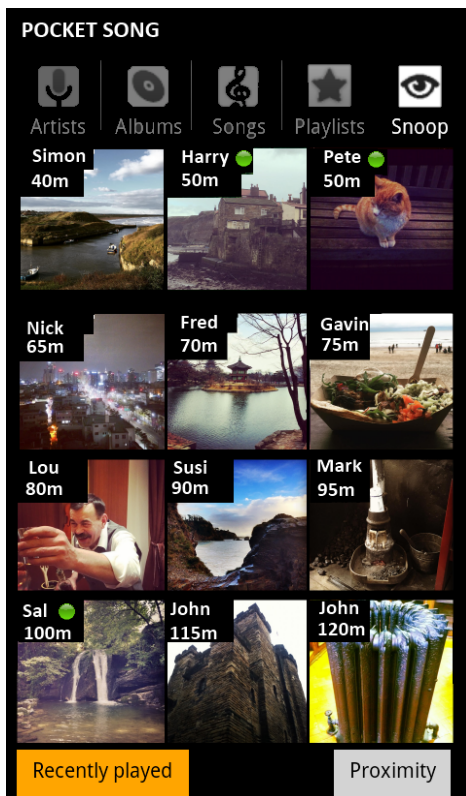 POCKET SONG
Artists Albums Songs Playlists Snoop
Simon Harry Pete
40m 50m 50m
Nick Fred Gavin
65m 70m 75m
Lou Susi Mark
80m 90m 95m
Sal John John
100m 115m 120m
Recently played Proximity